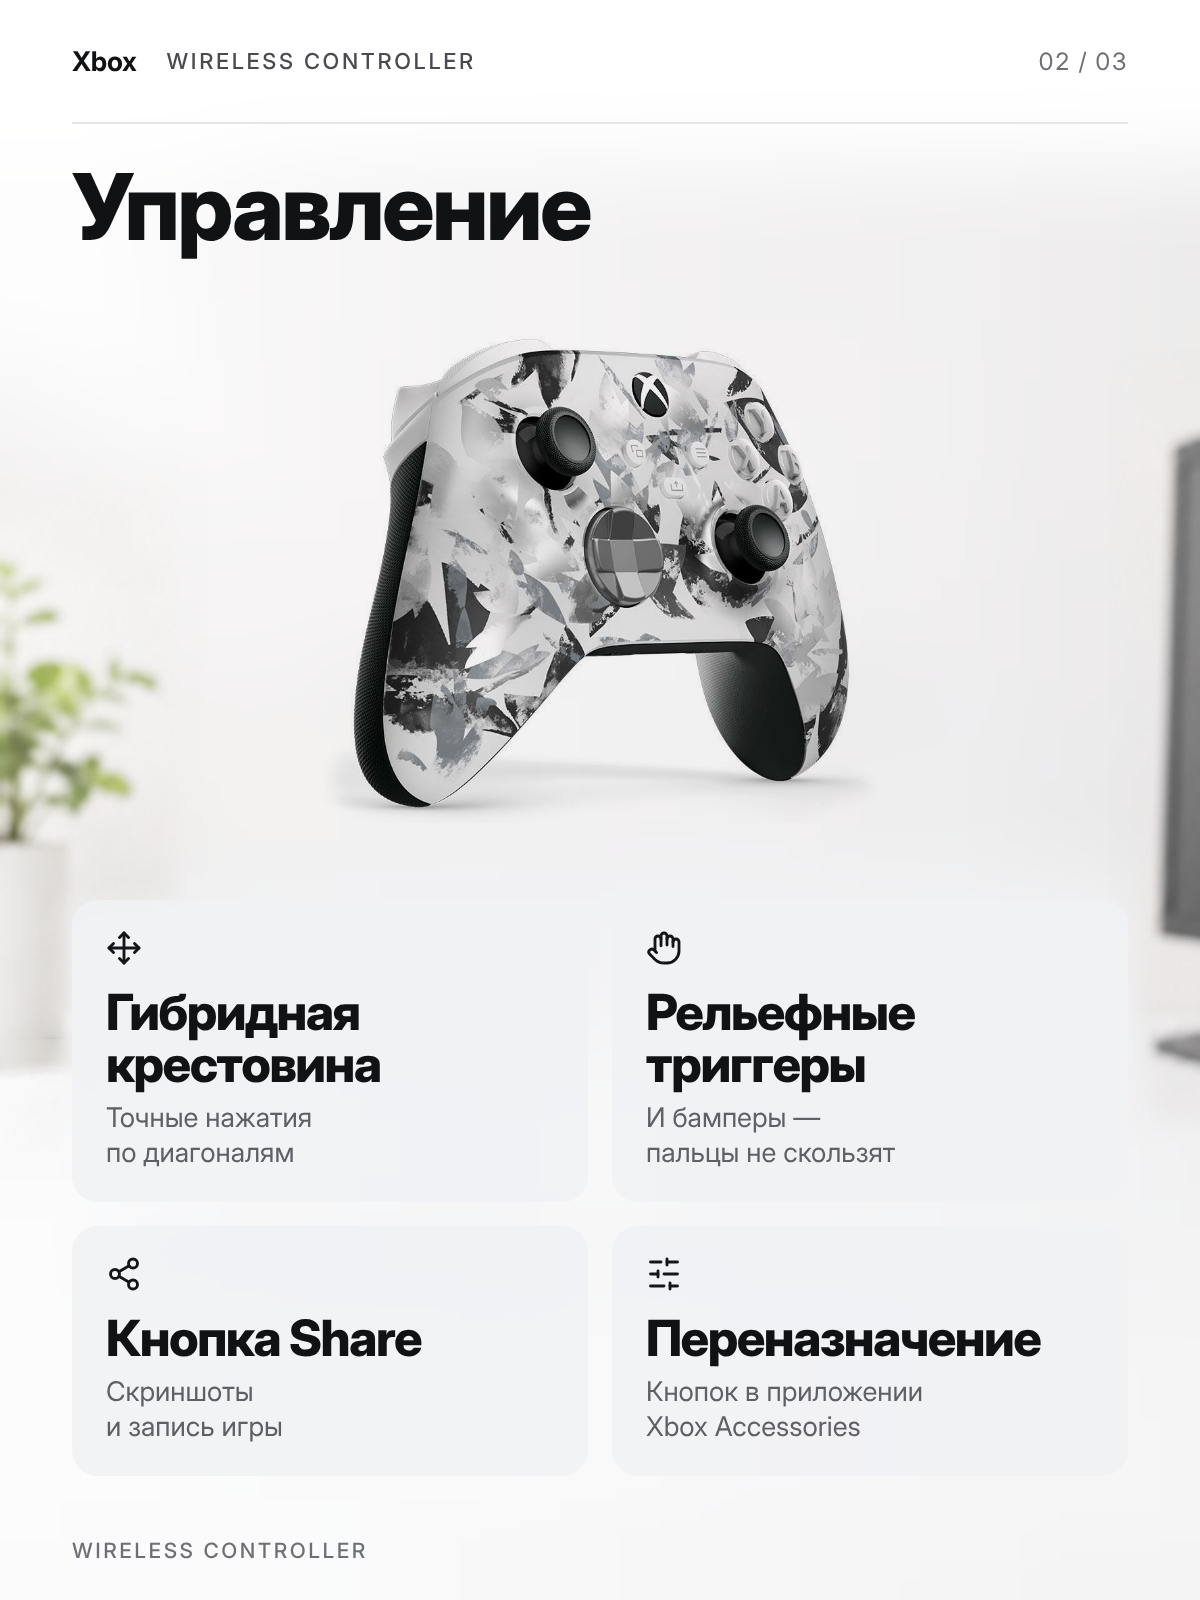 Xbox WIRELESS CONTROLLER 02 / 03
Управление
Гибридная
крестовина
Точные нажатия
по диагоналям
Рельефные
триггеры
И бамперы —
пальцы не скользят
Кнопка Share
Скриншоты
и запись игры
Переназначение
Кнопок в приложении
Xbox Accessories
WIRELESS CONTROLLER